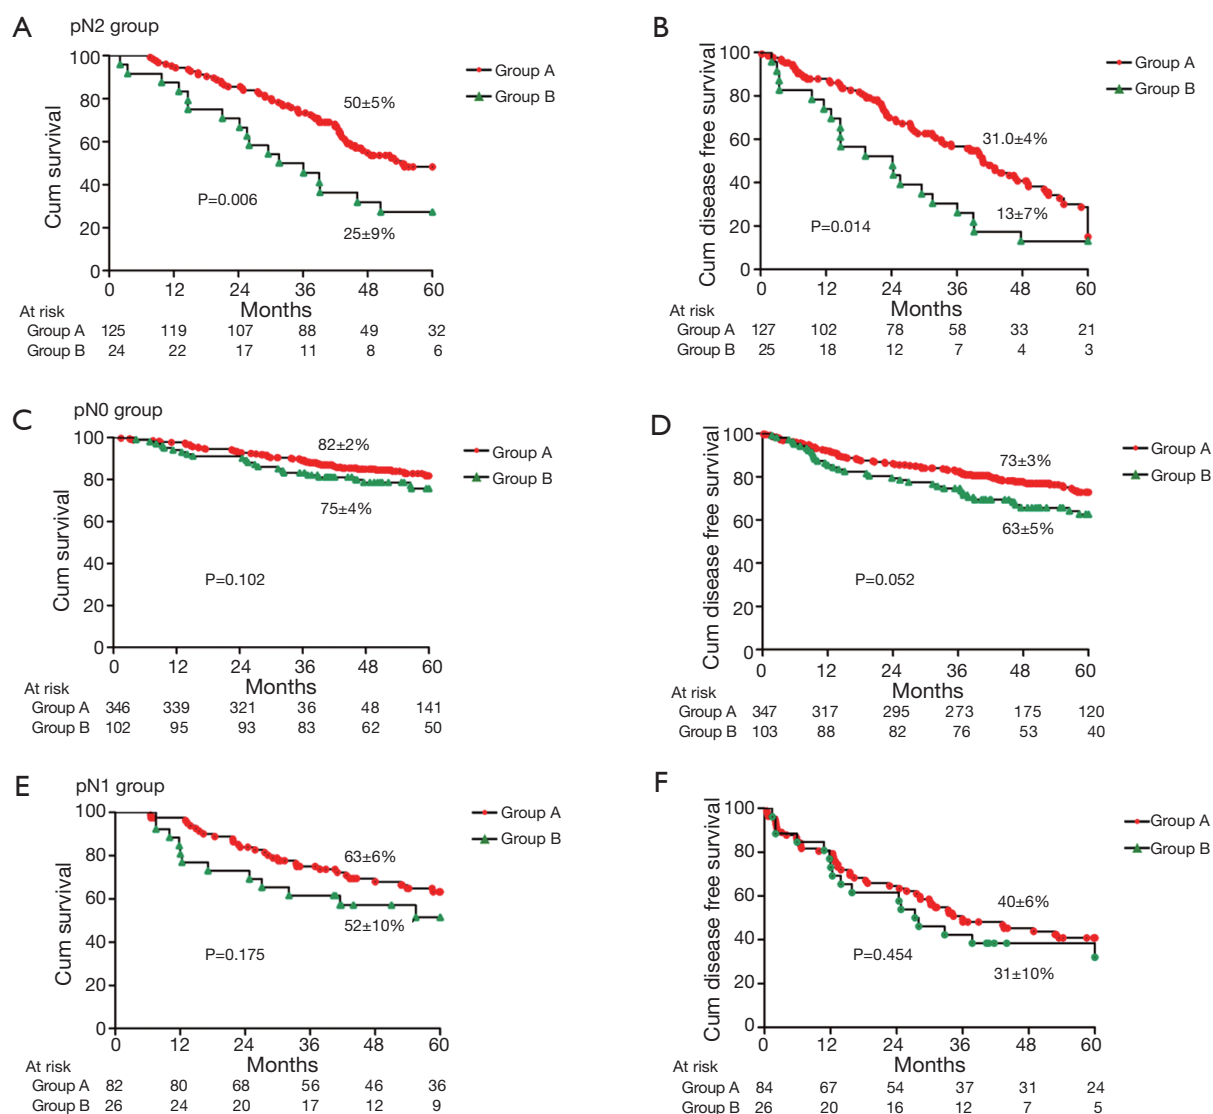 A
pN2 group
Cum survival
100
80
60
40
20
0
50±5%
P=0.006
25±9%
Group A
Group B
0 12 24 36 48 60
Months
At risk
Group A 125 119 107 88 49 32
Group B 24 22 17 11 8 6
B
Cum disease free survival
100
80
60
40
20
0
31.0±4%
P=0.014
13±7%
Group A
Group B
0 12 24 36 48 60
Months
At risk
Group A 127 102 78 58 33 21
Group B 25 18 12 7 4 3
C
pN0 group
Cum survival
100
80
60
40
20
0
82±2%
75±4%
P=0.102
Group A
Group B
0 12 24 36 48 60
Months
At risk
Group A 346 339 321 36 48 141
Group B 102 95 93 83 62 50
D
Cum disease free survival
100
80
60
40
20
0
73±3%
63±5%
P=0.052
Group A
Group B
0 12 24 36 48 60
Months
At risk
Group A 347 317 295 273 175 120
Group B 103 88 82 76 53 40
E
pN1 group
Cum survival
100
80
60
40
20
0
63±6%
52±10%
P=0.175
Group A
Group B
0 12 24 36 48 60
Months
At risk
Group A 82 80 68 56 46 36
Group B 26 24 20 17 12 9
F
Cum disease free survival
100
80
60
40
20
0
40±6%
P=0.454
31±10%
Group A
Group B
0 12 24 36 48 60
Months
At risk
Group A 84 67 54 37 31 24
Group B 26 20 16 12 7 5